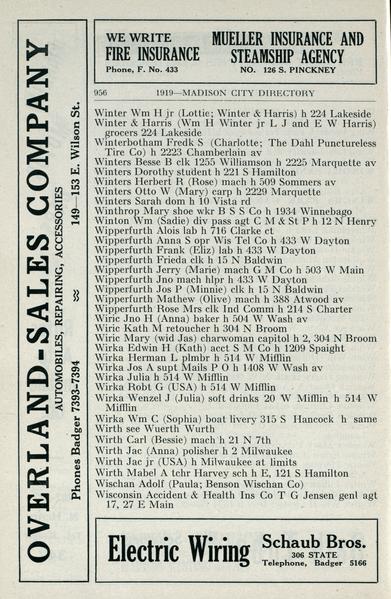 OVERLAND-SALES COMPANY
AUTOMOBILES, REPAIRING, ACCESSORIES
Phones Badger 7393-7394 149-153 E. Wilson St.
WE WRITE
FIRE INSURANCE
Phone, F. No. 433
MUELLER INSURANCE AND
STEAMSHIP AGENCY
NO. 126 S. PINCKNEY
956 1919—MADISON CITY DIRECTORY
Winter Wm H jr (Lottie; Winter & Harris) h 224 Lakeside
Winter & Harris (Wm H Winter jr L J and E W Harris)
grocers 224 Lakeside
Winterbotham Fredk S (Charlotte; The Dahl Punctureless
Tire Co) h 2223 Chamberlain av
Winters Besse B clk 1255 Williamson h 2225 Marquette av
Winters Dorothy student h 221 S Hamilton
Winters Herbert R (Rose) mach h 509 Sommers av
Winters Otto W (Mary) carp h 2229 Marquette
Winters Sarah dom h 10 Vista rd
Winthrop Mary shoe wkr B S S Co h 1934 Winnebago
Winton Wm (Sadie) div pass agt C M & St P h 12 N Henry
Wipperfurth Alois lab h 716 Clarke ct
Wipperfurth Anna S opr Wis Tel Co h 433 W Dayton
Wipperfurth Frank (Eliz) lab h 433 W Dayton
Wipperfurth Frieda clk h 15 N Baldwin
Wipperfurth Jerry (Marie) mach G M Co h 503 W Main
Wipperfurth Jno mach hlpr h 433 W Dayton
Wipperfurth Jos P (Minnie) clk h 15 N Baldwin
Wipperfurth Mathew (Olive) mach h 388 Atwood av
Wipperfurth Rose Mrs clk Ind Comm h 214 S Charter
Wiric Jno H (Anna) baker h 504 W Wash av
Wiric Kath M retoucher h 304 N Broom
Wiric Mary (wid Jas) charwoman capitol h 2, 304 N Broom
Wirka Edwin H (Kath) acct S M Co h 1209 Spaight
Wirka Herman L plmbr h 514 W Mifflin
Wirka Jos A supt Mails P O h 1408 W Wash av
Wirka Julia h 514 W Mifflin
Wirka Robt G (USA) h 514 W Mifflin
Wirka Wenzel J (Julia) soft drinks 20 W Mifflin h 514 W
Mifflin
Wirka Wm C (Sophia) boat livery 315 S Hancock h same
Wirth see Wuerth Wurth
Wirth Carl (Bessie) mach h 21 N 7th
Wirth Jac (Anna) polisher h 2 Milwaukee
Wirth Jac jr (USA) h Milwaukee at limits
Wirth Mabel A tchr Harvey sch h E, 121 S Hamilton
Wischan Adolf (Paula; Benson Wischan Co)
Wisconsin Accident & Health Ins Co T G Jensen genl agt
17, 27 E Main
Electric Wiring
Schaub Bros.
306 STATE
Telephone, Badger 5166